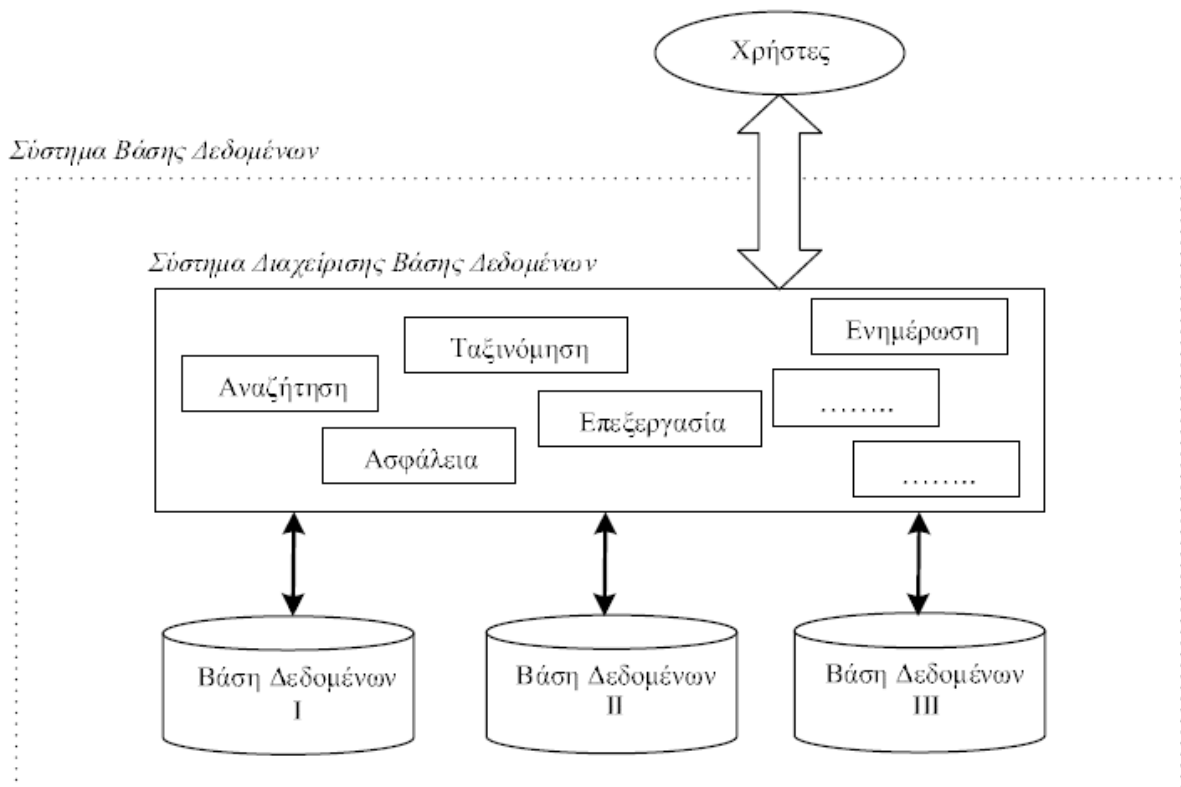 Χρήστες
Σύστημα Βάσης Δεδομένων
Σύστημα Διαχείρισης Βάσης Δεδομένων
Ενημέρωση
Ταξινόμηση
Αναζήτηση
……..
Επεξεργασία
Ασφάλεια
……..
Βάση Δεδομένων
I
Βάση Δεδομένων
II
Βάση Δεδομένων
III